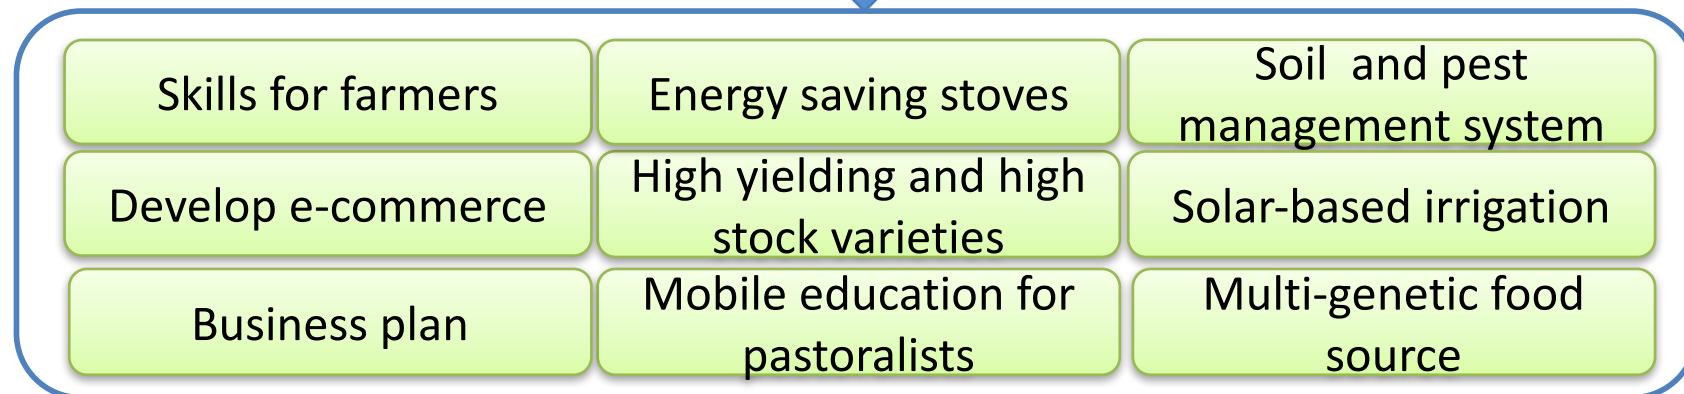 Skills for farmers
Energy saving stoves
Soil  and pest
management system
Develop e-commerce
High yielding and high
stock varieties
Solar-based irrigation
Business plan
Mobile education for
pastoralists
Multi-genetic food
source